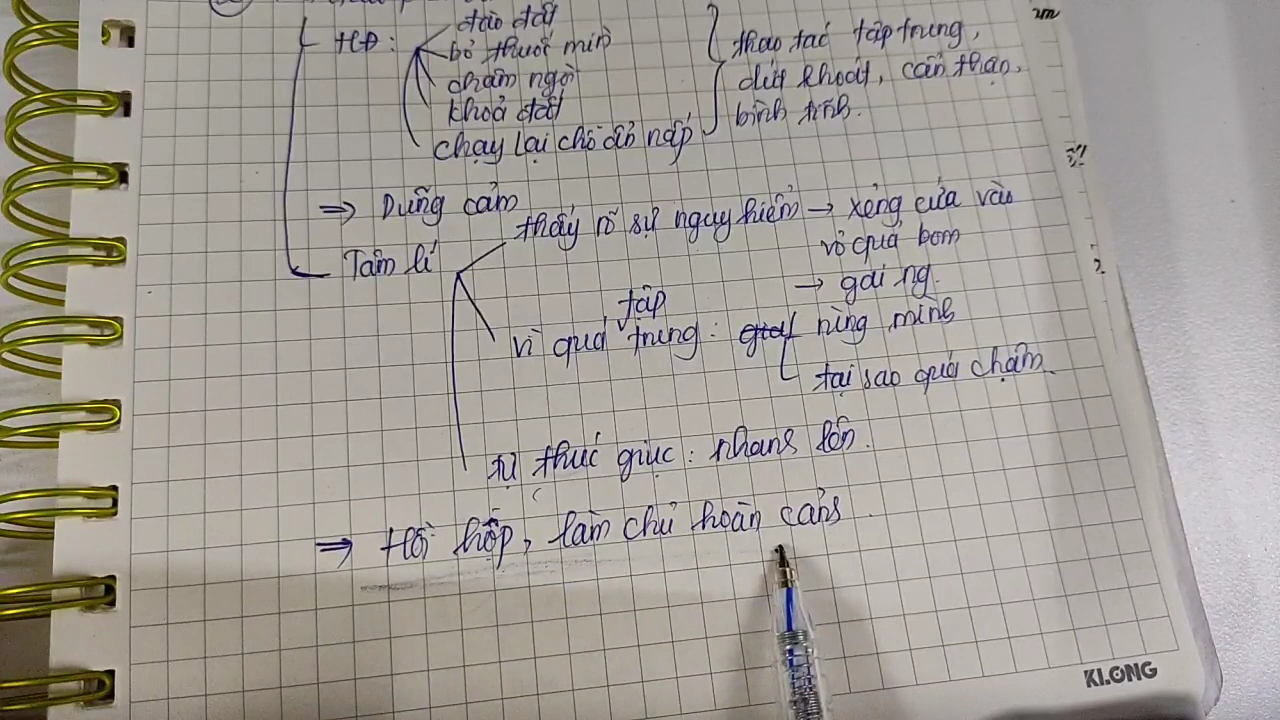 HĐ:
đào đất
bỏ thuốc mìn
châm ngòi
khoả đất
chạy lại chỗ ẩn nấp
thao tác tập trung,
dứt khoát, cẩn thận,
bình tĩnh.
⇒ Dũng cảm
Tâm lí
thấy rõ sự nguy hiểm → xẻng cứa vào
vỏ quả bom
→ gai ng.
vì quá tập trung: rùng mình
tại sao quá chậm.
tự thúc giục: nhanh lên.
⇒ Hồi hộp, làm chủ hoàn cảnh.
KLONG